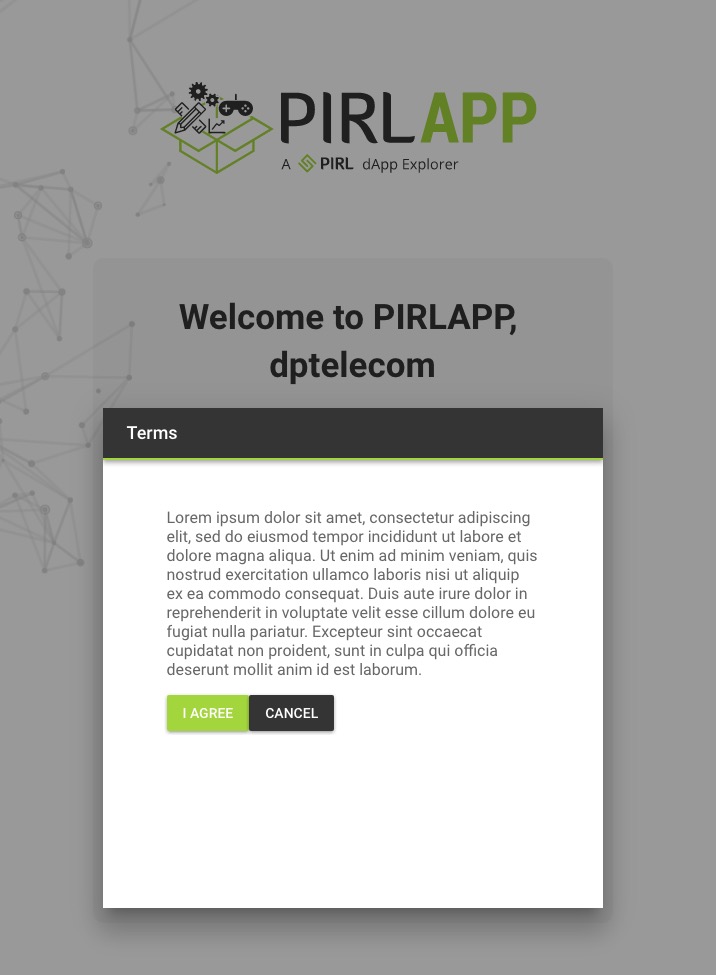 PIRLAPP
A PIRL dApp Explorer
Welcome to PIRLAPP,
dptelecom
Terms
Lorem ipsum dolor sit amet, consectetur adipiscing
elit, sed do eiusmod tempor incididunt ut labore et
dolore magna aliqua. Ut enim ad minim veniam, quis
nostrud exercitation ullamco laboris nisi ut aliquip
ex ea commodo consequat. Duis aute irure dolor in
reprehenderit in voluptate velit esse cillum dolore eu
fugiat nulla pariatur. Excepteur sint occaecat
cupidatat non proident, sunt in culpa qui officia
deserunt mollit anim id est laborum.
I AGREE CANCEL